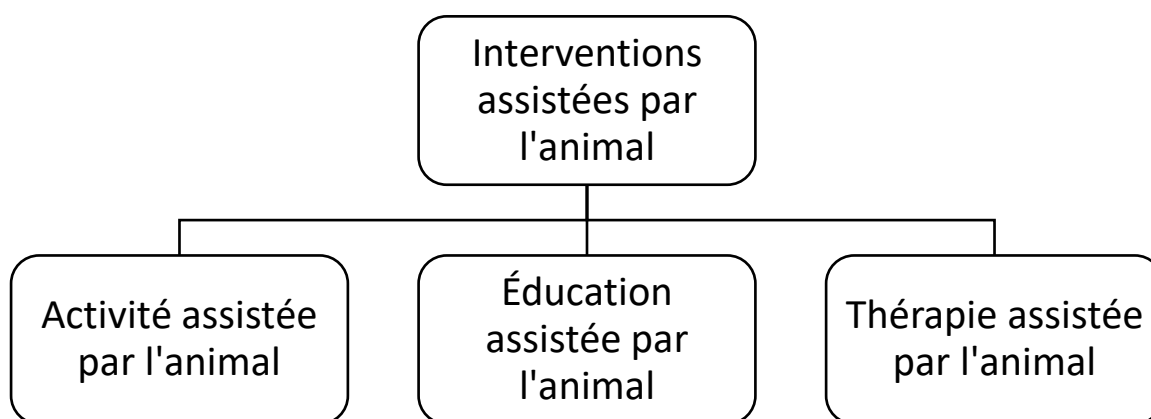 Interventions
assistées par
l'animal
Activité assistée
par l'animal
Éducation
assistée par
l'animal
Thérapie assistée
par l'animal